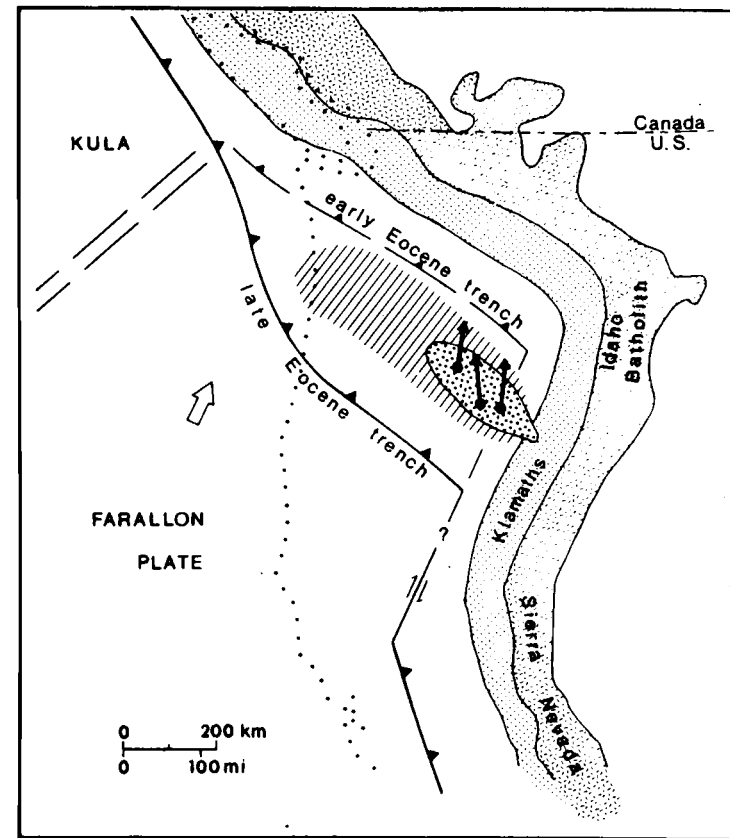 Canada
U.S.
KULA
early Eocene trench
late Eocene trench
Idaho
Batholith
FARALLON
PLATE
Klamaths
?
Sierra Nevada
0 200 km
0 100 mi